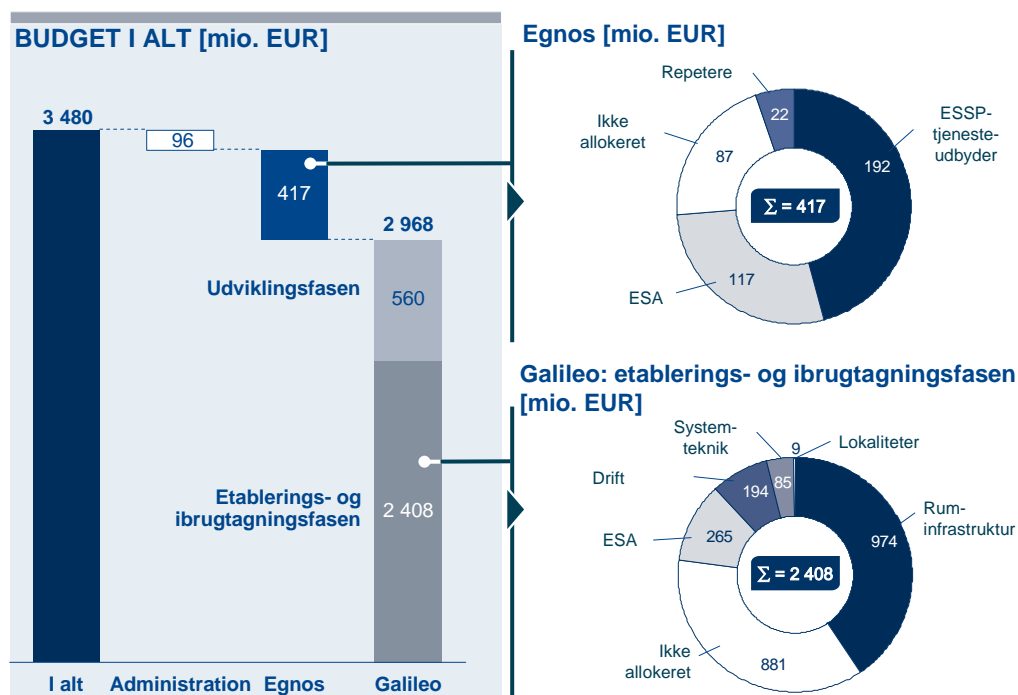 BUDGET I ALT [mio. EUR]
3 480
96
417
2 968
Udviklingsfasen
560
Etablerings- og
ibrugtagningsfasen
2 408
I alt
Administration
Egnos
Galileo
Egnos [mio. EUR]
Repetere
22
Ikke
allokeret
87
ESSP-
tjeneste-
udbyder
192
Σ = 417
117
ESA
Galileo: etablerings- og ibrugtagningsfasen
[mio. EUR]
System-
teknik
9
Lokaliteter
Drift
194
85
Rum-
infrastruktur
974
ESA
265
Σ = 2 408
Ikke
allokeret
881